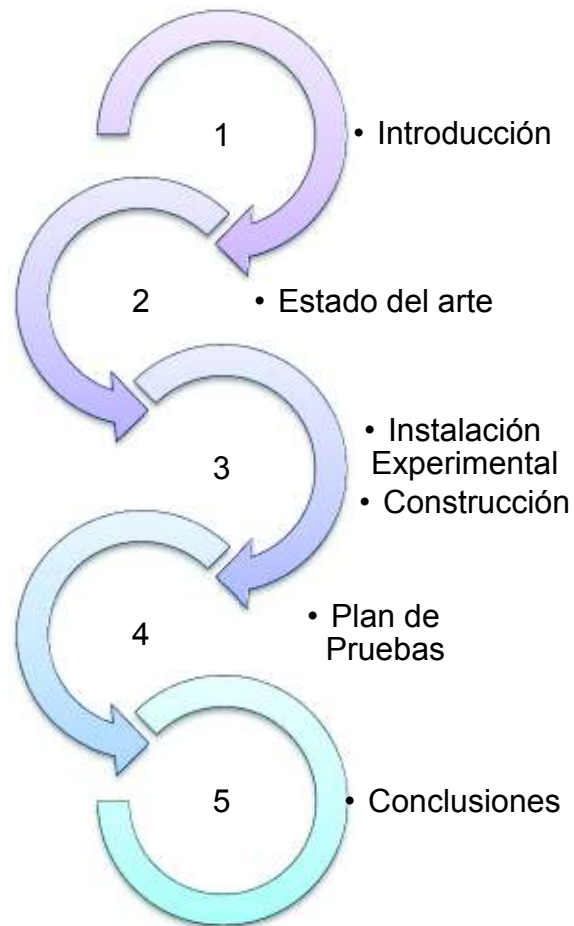 1
• Introducción
2
• Estado del arte
3
• Instalación
Experimental
• Construcción
4
• Plan de
Pruebas
5
• Conclusiones